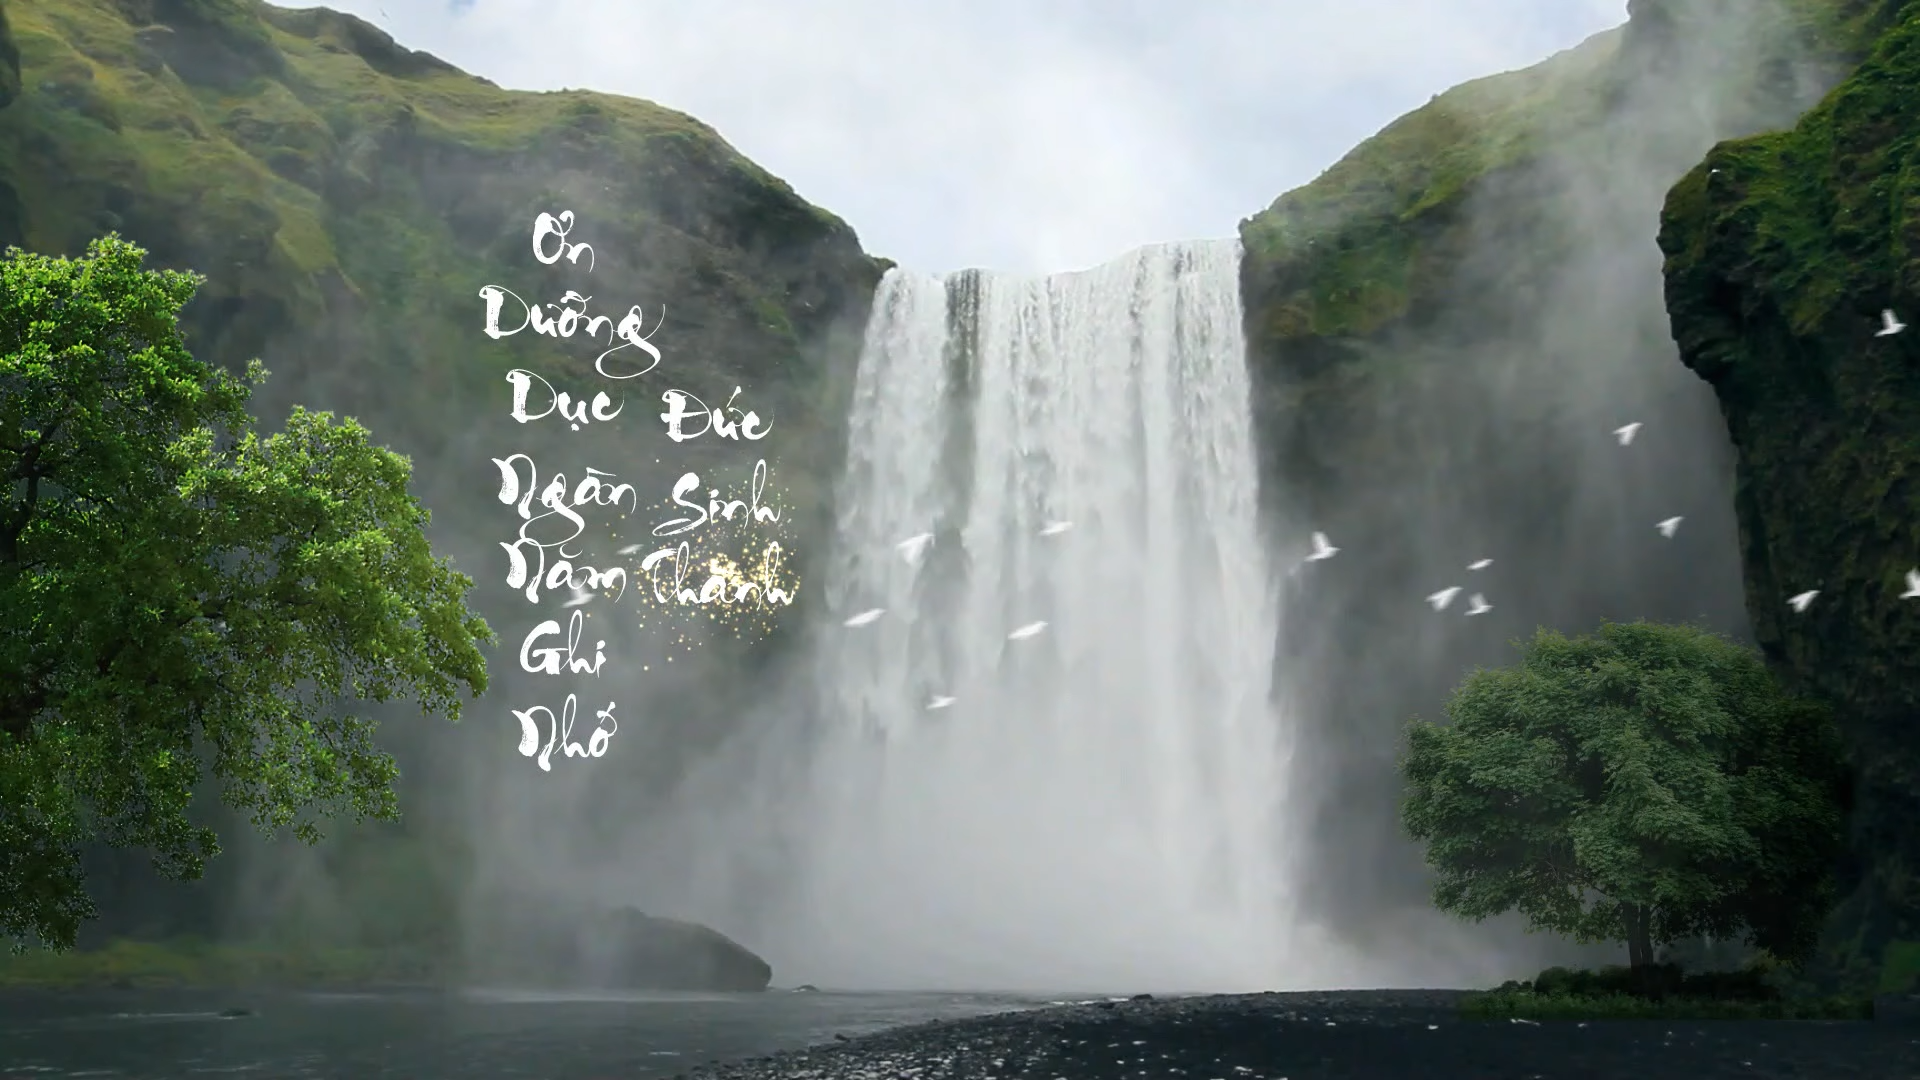 Ơn
Dưỡng
Dục
Ngàn
Năm
Ghi
Nhớ
Đức
Sinh
Thành